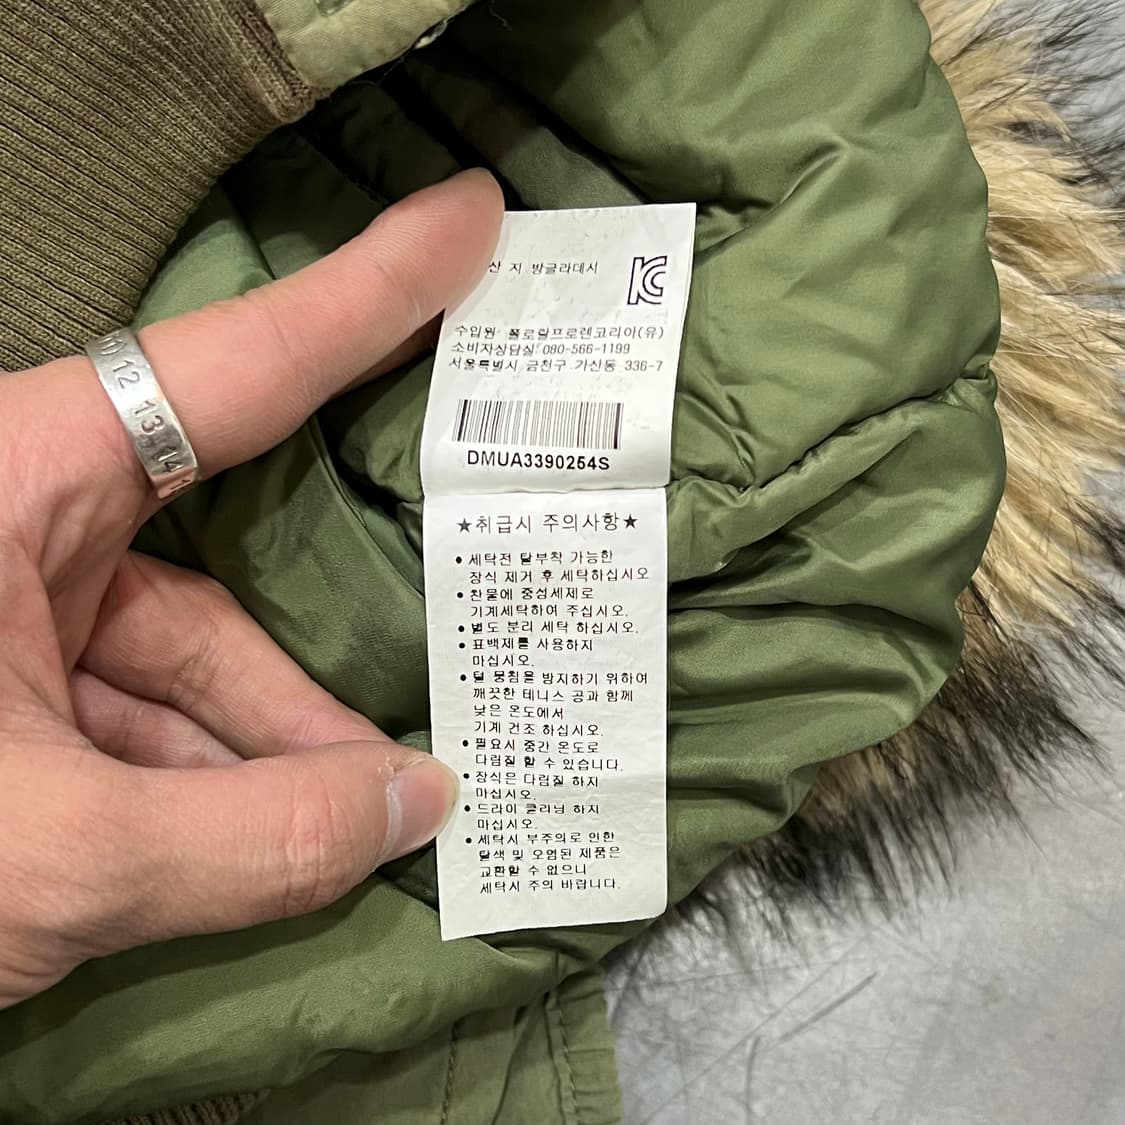 산 지 방글라데시
수입원 폴로랄프로렌코리아(유)
소비자상담실 080-566-1199
서울특별시 금천구 가산동 336-7
DMUA3390254S
★취급시 주의사항★
● 세탁전 탈부착 가능한
장식 제거 후 세탁하십시오
● 찬물에 중성세제로
기계세탁하여 주십시오.
● 별도 분리 세탁 하십시오.
● 표백제를 사용하지
마십시오.
● 털 뭉침을 방지하기 위하여
깨끗한 테니스 공과 함께
낮은 온도에서
기계 건조 하십시오.
● 필요시 중간 온도로
다림질 할 수 있습니다.
● 장식은 다림질 하지
마십시오.
● 드라이 클리닝 하지
마십시오.
● 세탁시 부주의로 인한
탈색 및 오염된 제품은
교환할 수 없으니
세탁시 주의 바랍니다.
12 13 14